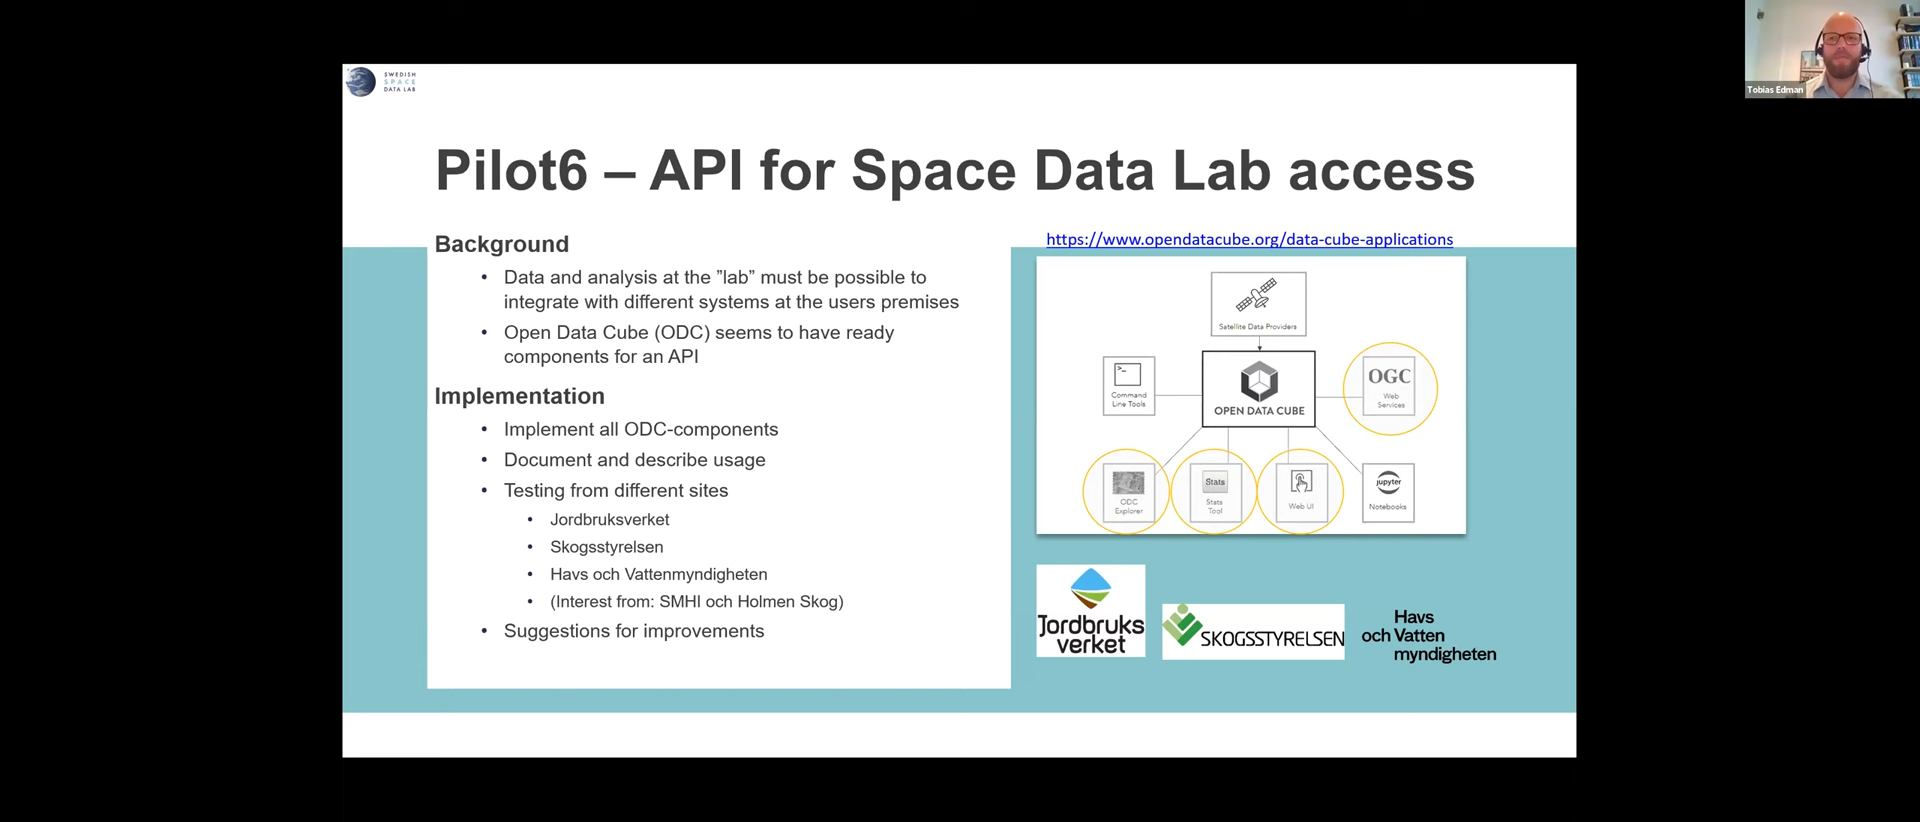 SWEDISH
SPACE
DATA LAB
Tobias Edman
Pilot6 – API for Space Data Lab access
Background
• Data and analysis at the ”lab” must be possible to
integrate with different systems at the users premises
• Open Data Cube (ODC) seems to have ready
components for an API
Implementation
• Implement all ODC-components
• Document and describe usage
• Testing from different sites
• Jordbruksverket
• Skogsstyrelsen
• Havs och Vattenmyndigheten
• (Interest from: SMHI och Holmen Skog)
• Suggestions for improvements
https://www.opendatacube.org/data-cube-applications
Satellite Data Providers
>_
Command
Line Tools
OPEN DATA CUBE
OGC
Web
Services
ODC
Explorer
Stats
Stats
Tool
Web UI
jupyter
Notebooks
Jordbruks
verket
SKOGSSTYRELSEN
Havs
och Vatten
myndigheten